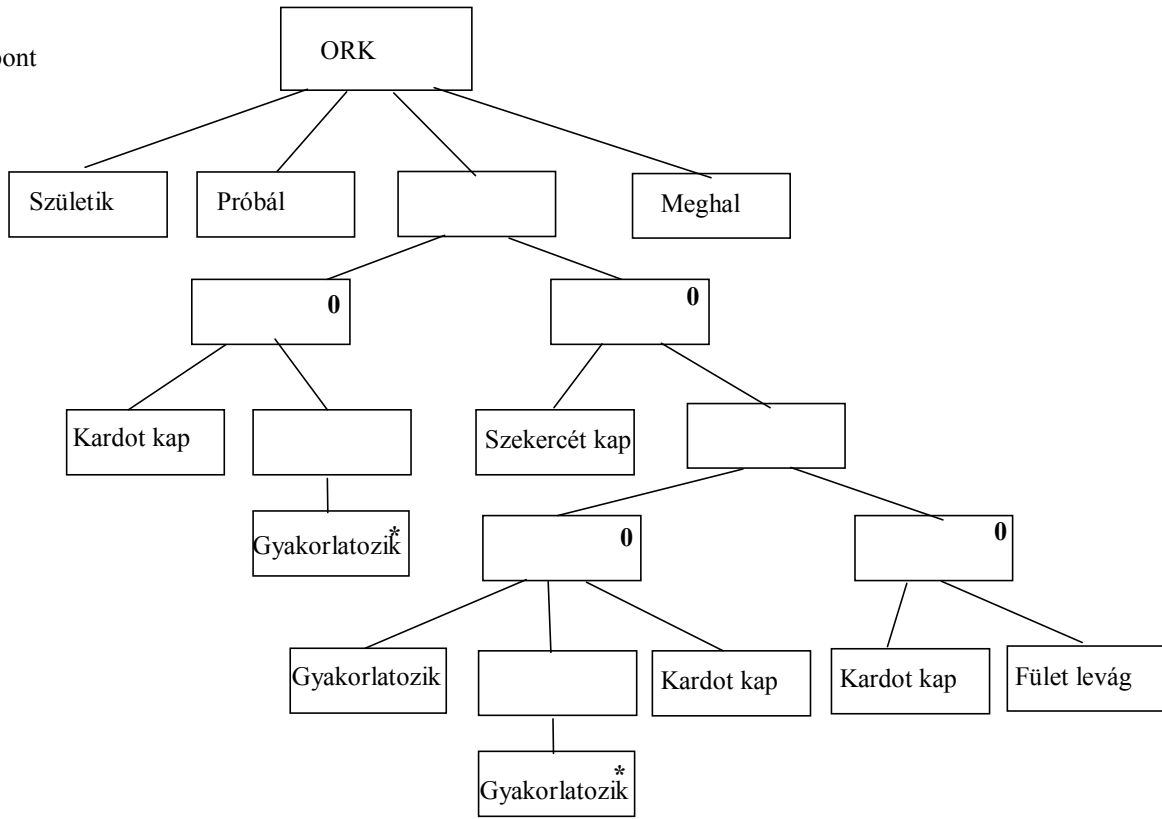 pont
ORK
Születik
Próbál
Meghal
0
0
Kardot kap
Szekercét kap
Gyakorlatozik*
0
0
Gyakorlatozik
Kardot kap
Kardot kap
Fület levág
Gyakorlatozik*